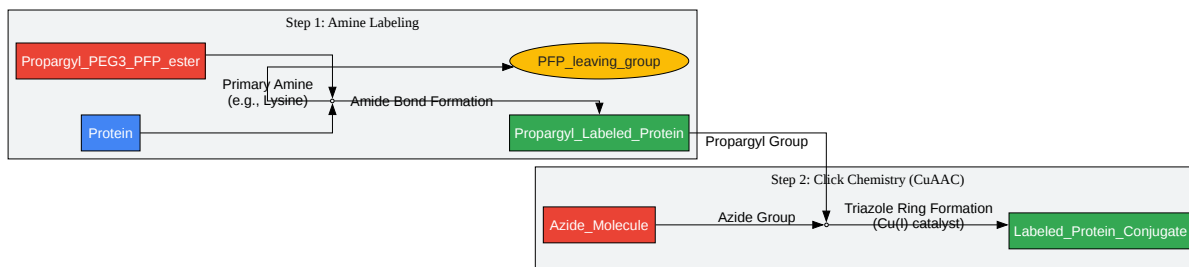 Step 1: Amine Labeling
Propargyl_PEG3_PFP_ester
PFP_leaving_group
Primary Amine
(e.g., Lysine)
Amide Bond Formation
Protein
Propargyl_Labeled_Protein
Propargyl Group
Step 2: Click Chemistry (CuAAC)
Azide_Molecule
Azide Group
Triazole Ring Formation
(Cu(I) catalyst)
Labeled_Protein_Conjugate